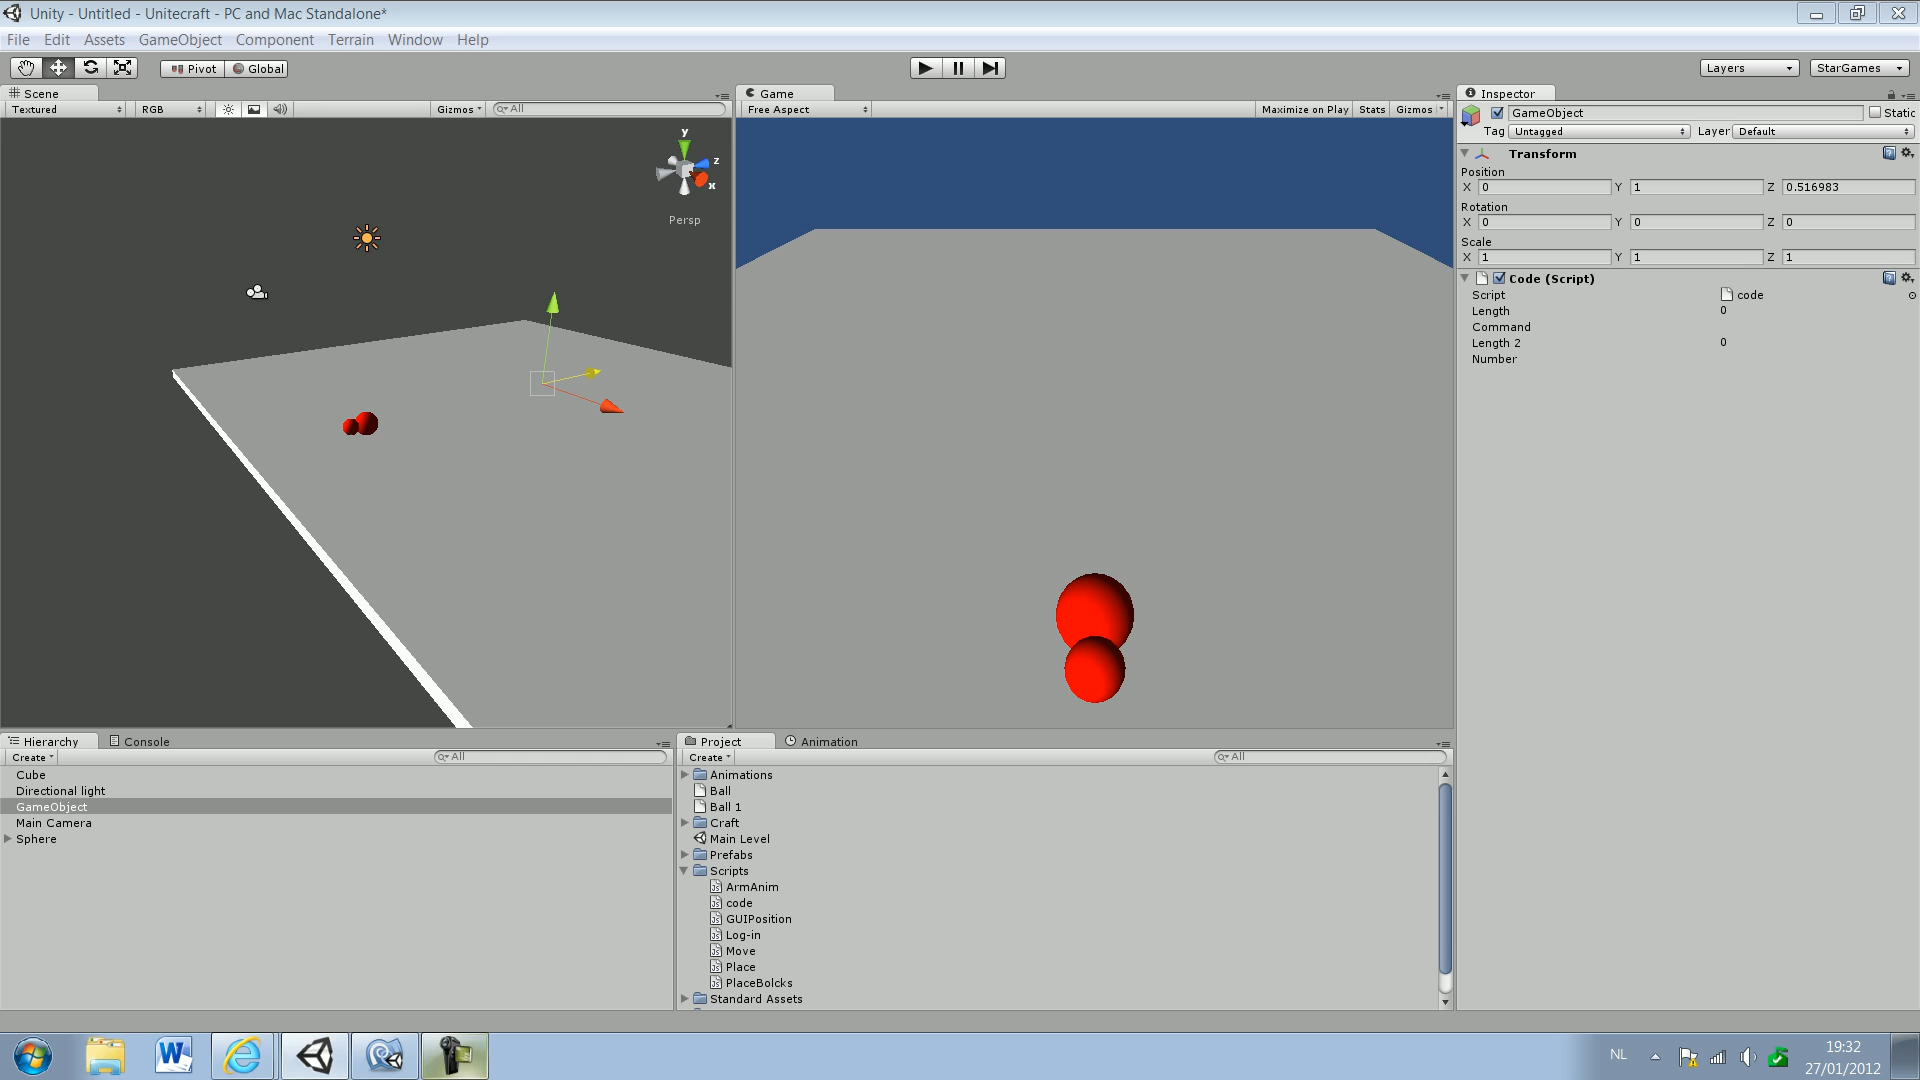 Unity - Untitled - Unitecraft - PC and Mac Standalone*
File Edit Assets GameObject Component Terrain Window Help
Pivot Global Layers StarGames
Scene
Textured RGB Gizmos All
y
z
x
Persp
Game
Free Aspect Maximize on Play Stats Gizmos
Inspector
GameObject Static
Tag Untagged Layer Default
Transform
Position
X 0 Y 1 Z 0.516983
Rotation
X 0 Y 0 Z 0
Scale
X 1 Y 1 Z 1
Code (Script)
Script code
Length 0
Command
Length 2 0
Number
Hierarchy Console
Create All
Cube
Directional light
GameObject
Main Camera
Sphere
Project Animation
Create All
Animations
Ball
Ball 1
Craft
Main Level
Prefabs
Scripts
ArmAnim
code
GUIPosition
Log-in
Move
Place
PlaceBolcks
Standard Assets
NL 19:32
27/01/2012